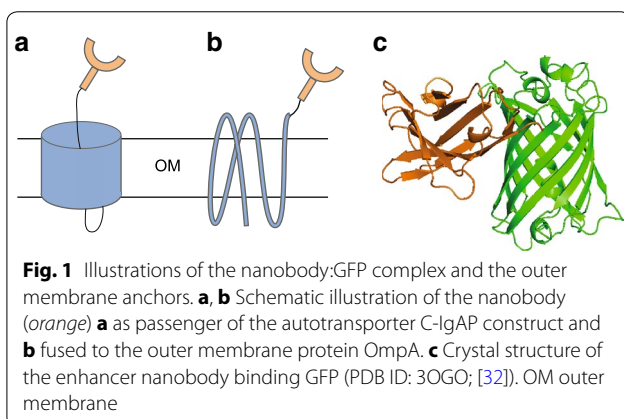 a
b
c
OM
Fig. 1 Illustrations of the nanobody:GFP complex and the outer
membrane anchors. a, b Schematic illustration of the nanobody
(orange) a as passenger of the autotransporter C-IgAP construct and
b fused to the outer membrane protein OmpA. c Crystal structure of
the enhancer nanobody binding GFP (PDB ID: 3OGO; [32]). OM outer
membrane